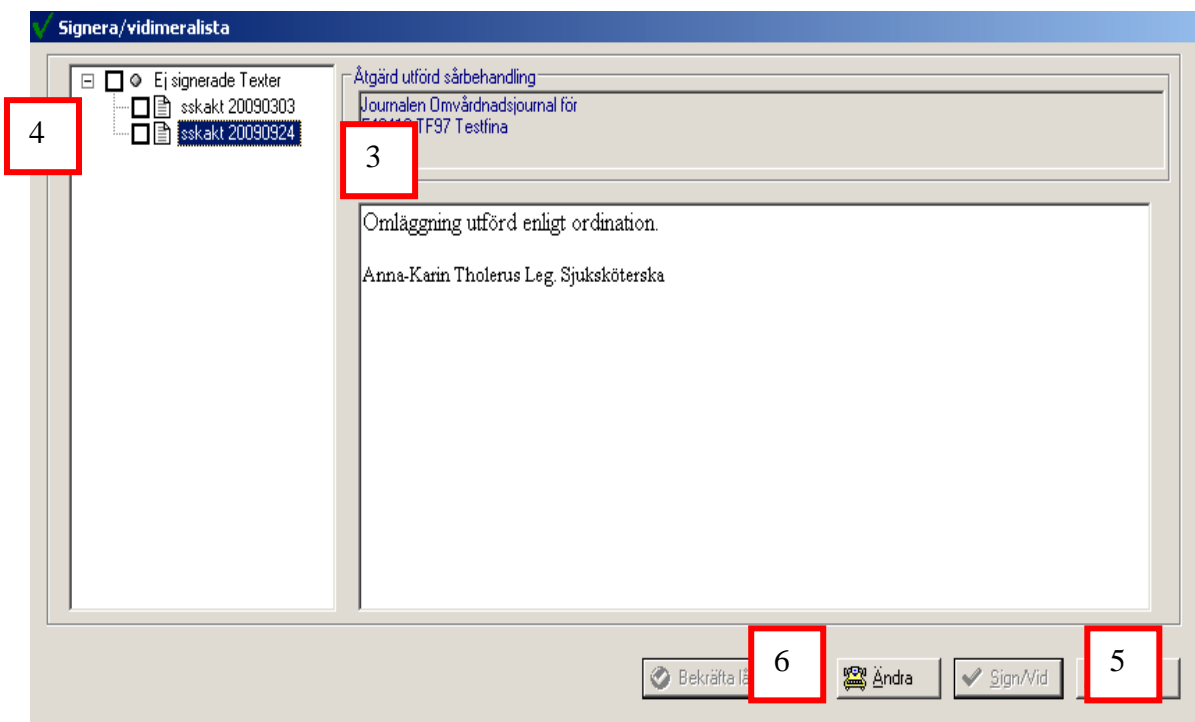 Signera/vidimeralista
Ej signerade Texter
sskakt 20090303
sskakt 20090924
4
Åtgärd utförd sårbehandling
Journalen Omvårdnadsjournal för
TF97 Testfina
3
Omläggning utförd enligt ordination.
Anna-Karin Tholerus Leg. Sjuksköterska
Bekräfta
6
Ändra
Sign/Vid
5